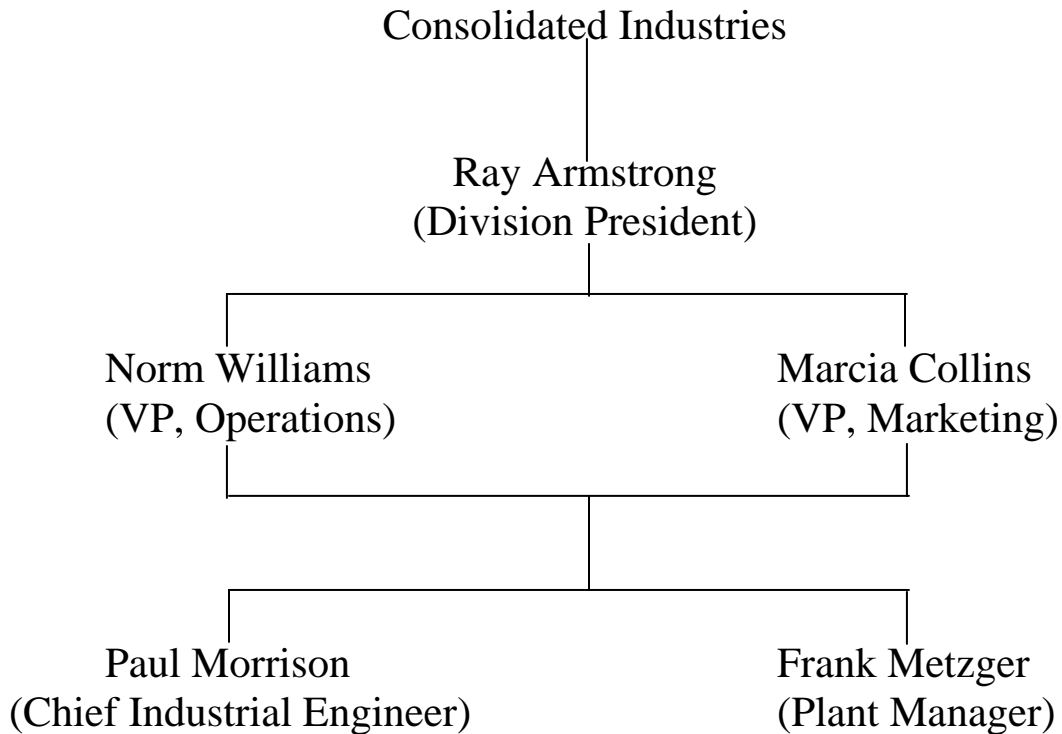 Consolidated Industries
Ray Armstrong
(Division President)
Norm Williams
(VP, Operations)
Marcia Collins
(VP, Marketing)
Paul Morrison
(Chief Industrial Engineer)
Frank Metzger
(Plant Manager)